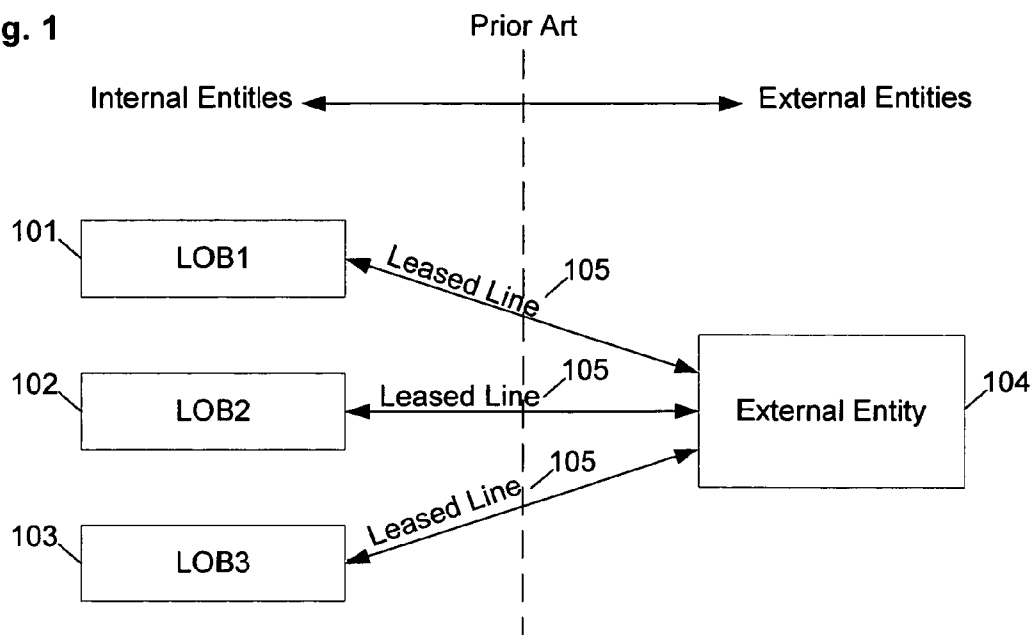 g. 1
Prior Art
Internal Entities
External Entities
101
LOB1
Leased Line
105
102
LOB2
Leased Line
105
External Entity
104
103
LOB3
Leased Line
105